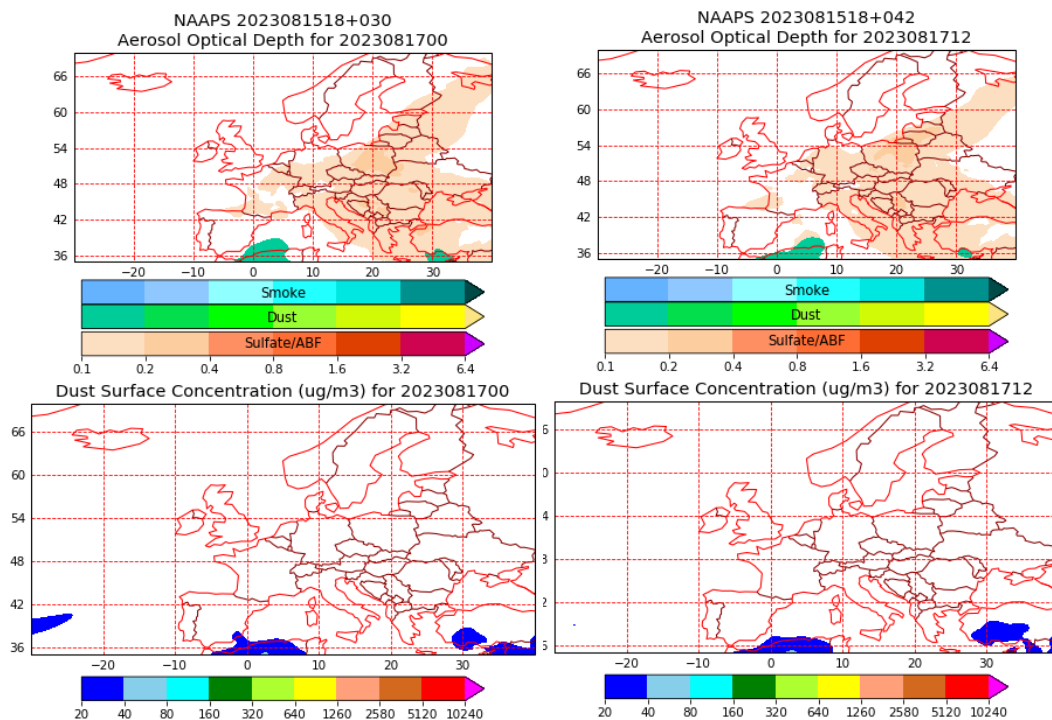 NAAPS 2023081518+030
Aerosol Optical Depth for 2023081700
66
60
54
48
42
36
−20 −10 0 10 20 30
Smoke
Dust
Sulfate/ABF
0.1 0.2 0.4 0.8 1.6 3.2 6.4
NAAPS 2023081518+042
Aerosol Optical Depth for 2023081712
66
60
54
48
42
36
−20 −10 0 10 20 30
Smoke
Dust
Sulfate/ABF
0.1 0.2 0.4 0.8 1.6 3.2 6.4
Dust Surface Concentration (ug/m3) for 2023081700
66
60
54
48
42
36
−20 −10 0 10 20 30
20 40 80 160 320 640 1260 2580 5120 10240
Dust Surface Concentration (ug/m3) for 2023081712
6
0
4
8
2
6
−20 −10 0 10 20 30
20 40 80 160 320 640 1260 2580 5120 10240